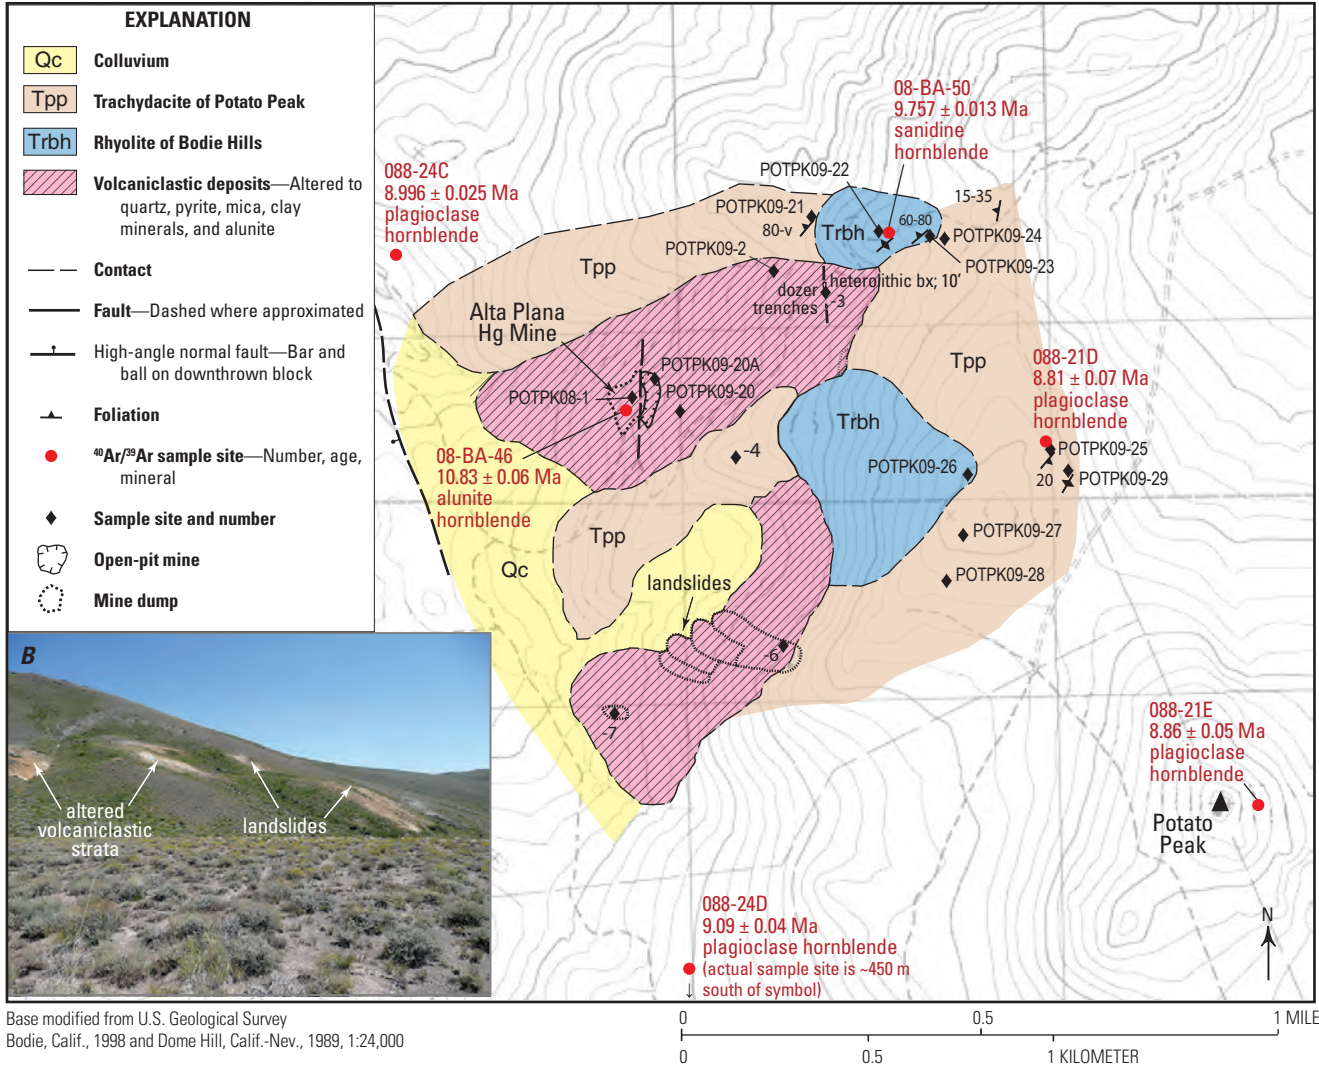 EXPLANATION
Qc Colluvium
Tpp Trachydacite of Potato Peak
Trbh Rhyolite of Bodie Hills
Volcaniclastic deposits—Altered to
quartz, pyrite, mica, clay
minerals, and alunite
Contact
Fault—Dashed where approximated
High-angle normal fault—Bar and
ball on downthrown block
Foliation
⁴⁰Ar/³⁹Ar sample site—Number, age,
mineral
Sample site and number
Open-pit mine
Mine dump
B
altered
volcaniclastic
strata
landslides
088-24C
8.996 ± 0.025 Ma
plagioclase
hornblende
08-BA-50
9.757 ± 0.013 Ma
sanidine
hornblende
POTPK09-22
POTPK09-21
80-v
Trbh
60-80
15-35
POTPK09-24
POTPK09-23
POTPK09-2
Tpp
heterolithic bx; 10'
dozer
trenches
-3
Alta Plana
Hg Mine
POTPK09-20A
POTPK08-1
POTPK09-20
Tpp
088-21D
8.81 ± 0.07 Ma
plagioclase
hornblende
POTPK09-25
20
POTPK09-29
Trbh
-4
POTPK09-26
08-BA-46
10.83 ± 0.06 Ma
alunite
hornblende
Tpp
Qc
POTPK09-27
POTPK09-28
landslides
-6
-7
088-21E
8.86 ± 0.05 Ma
plagioclase
hornblende
Potato
Peak
088-24D
9.09 ± 0.04 Ma
plagioclase hornblende
(actual sample site is ~450 m
↓ south of symbol)
N
Base modified from U.S. Geological Survey
Bodie, Calif., 1998 and Dome Hill, Calif.-Nev., 1989, 1:24,000
0 0.5 1 MILE
0 0.5 1 KILOMETER